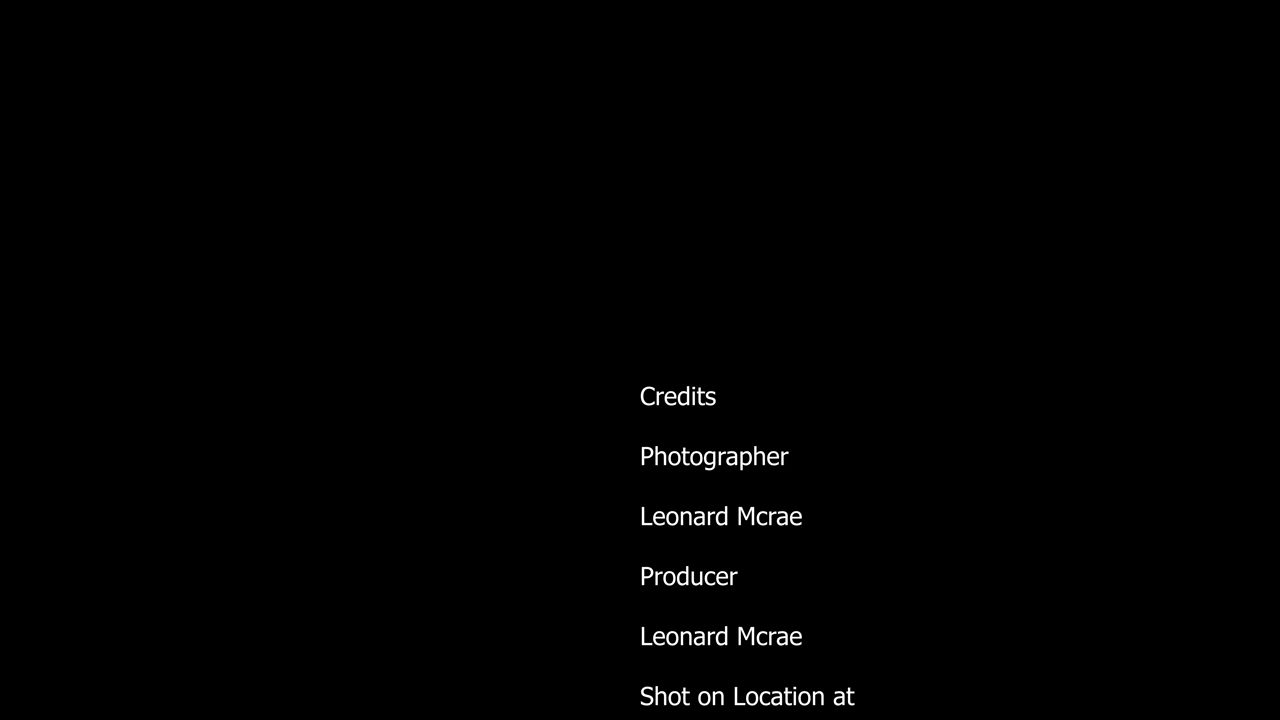 Credits
Photographer
Leonard Mcrae
Producer
Leonard Mcrae
Shot on Location at